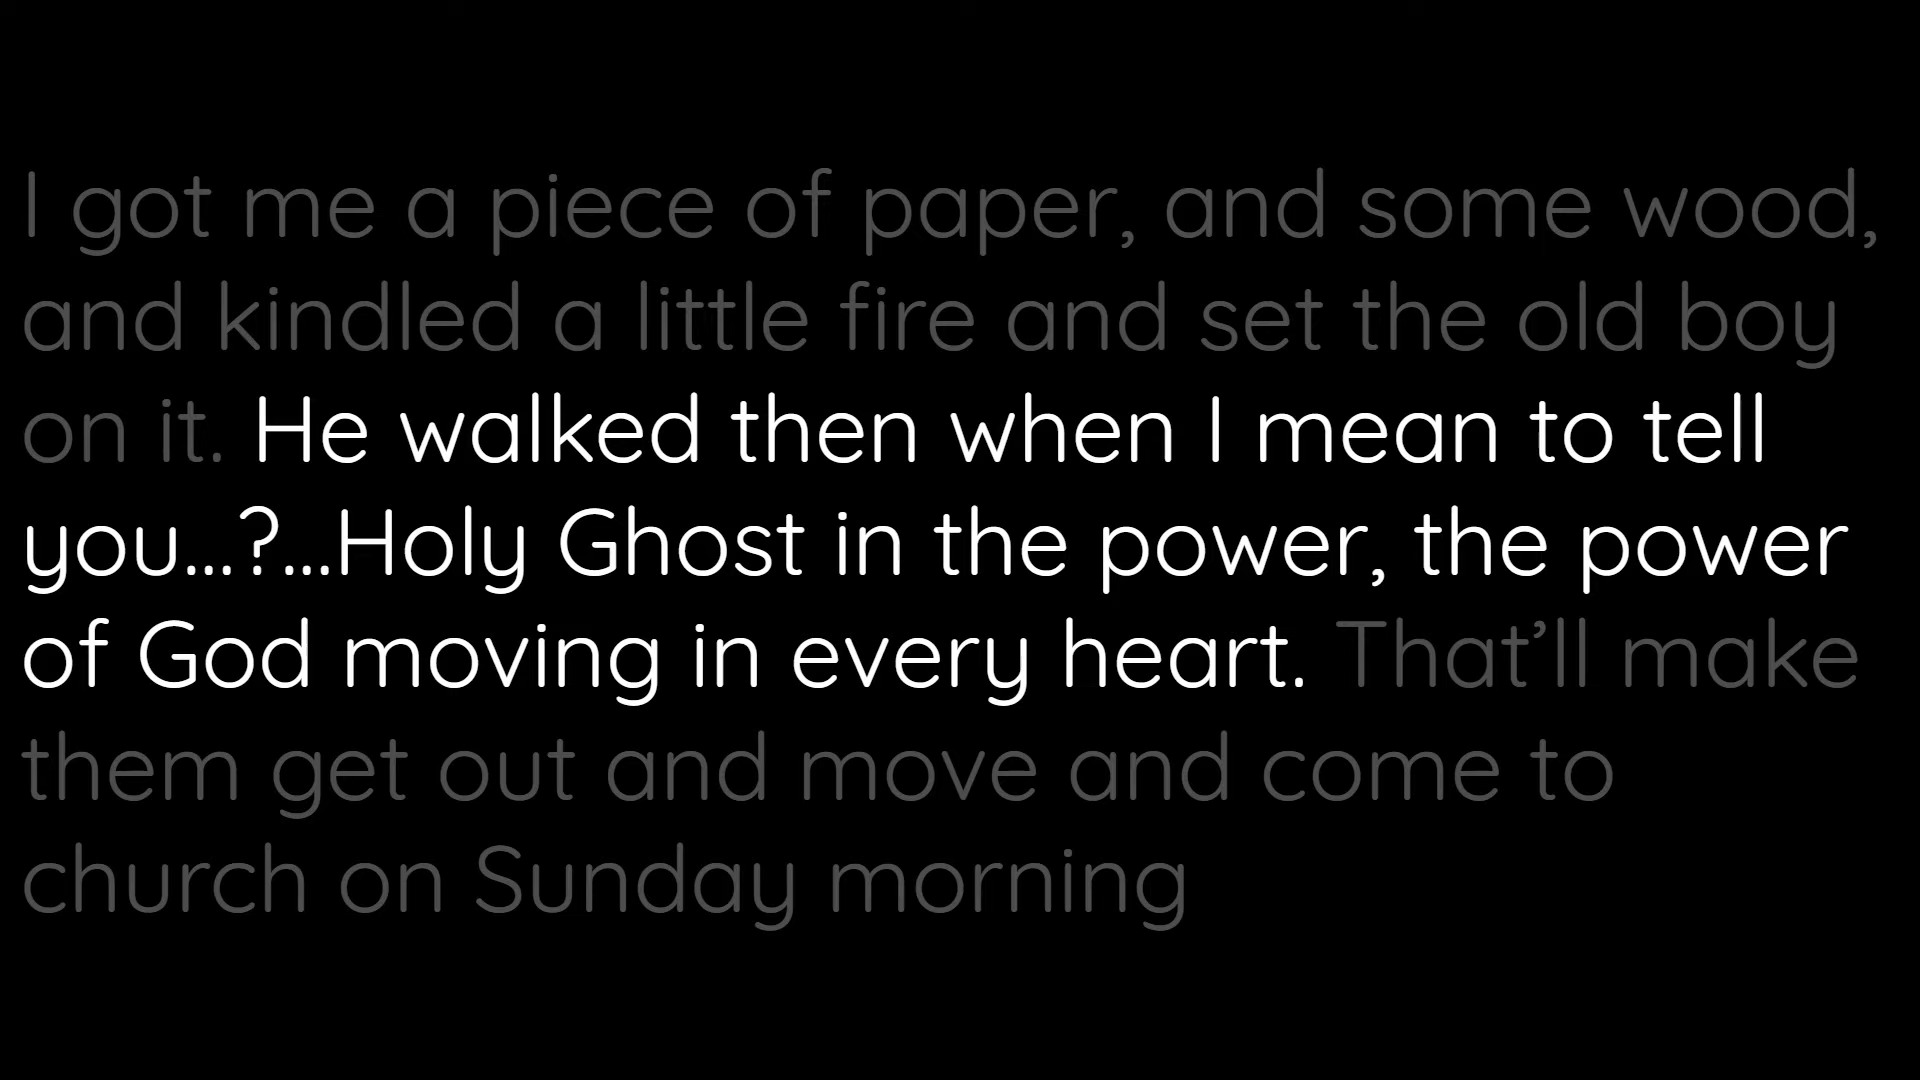 I got me a piece of paper, and some wood,
and kindled a little fire and set the old boy
on it. He walked then when I mean to tell
you...?...Holy Ghost in the power, the power
of God moving in every heart. That’ll make
them get out and move and come to
church on Sunday morning